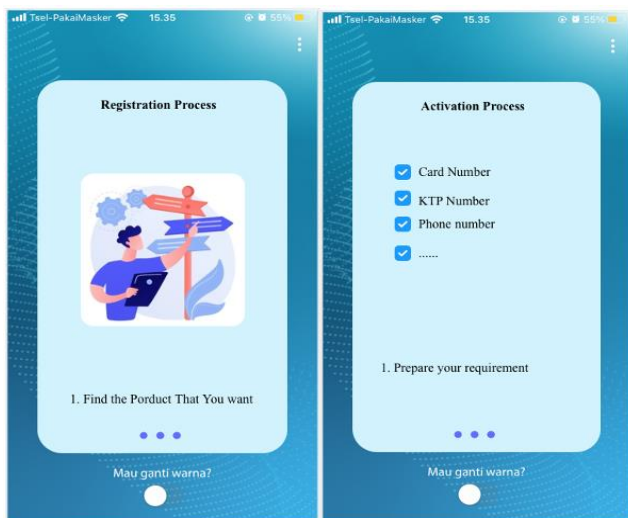 Tsel-PakaiMasker 15.35 55%
Registration Process
1. Find the Porduct That You want
Mau ganti warna?
Tsel-PakaiMasker 15.35 55%
Activation Process
Card Number
KTP Number
Phone number
......
1. Prepare your requirement
Mau ganti warna?